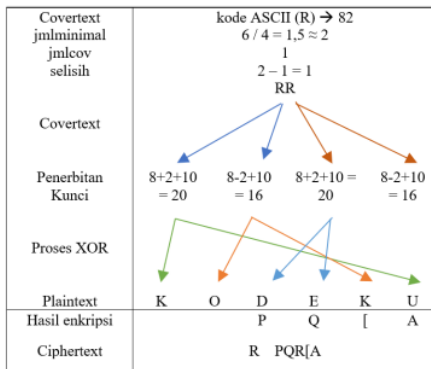 Covertext kode ASCII (R) → 82
jmlminimal 6 / 4 = 1,5 ≈ 2
jmlcov 1
selisih 2 – 1 = 1
RR
Covertext
Penerbitan 8+2+10 8-2+10 8+2+10 = 8-2+10
Kunci = 20 = 16 20 = 16
Proses XOR
Plaintext K O D E K U
Hasil enkripsi P Q [ A
Ciphertext R PQR[A